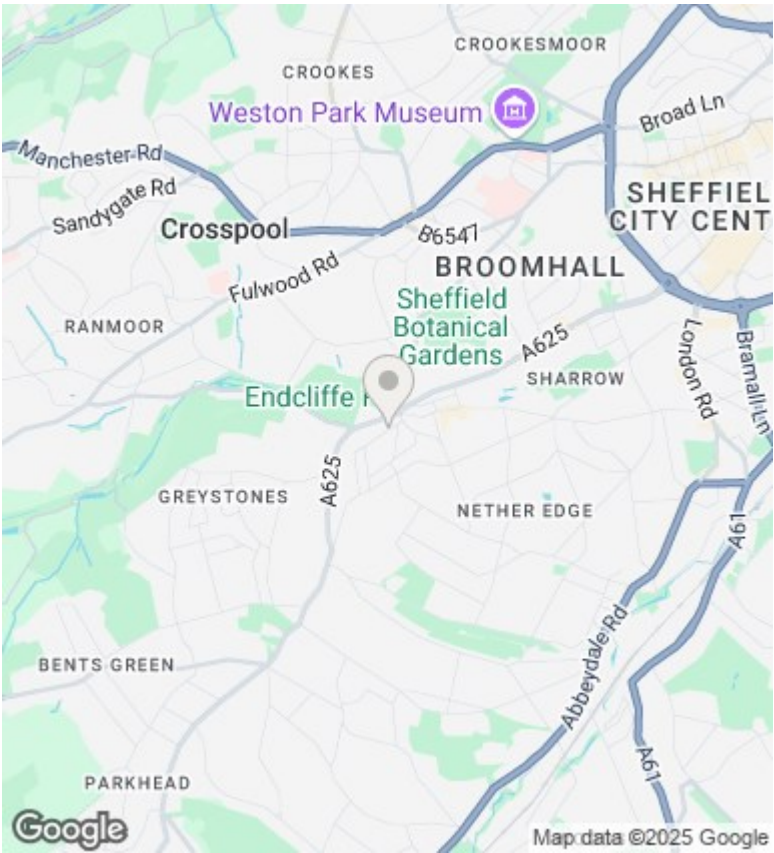 CROOKESMOOR
CROOKES
Weston Park Museum
Broad Ln
Manchester Rd
Sandygate Rd
SHEFFIEL
CITY CENT
Crosspool
B6547
BROOMHALL
Fulwood Rd
Sheffield
Botanical
Gardens
RANMOOR
A625
London Rd
Bramall Ln
SHARROW
Endcliffe
A625
GREYSTONES
NETHER EDGE
A61
Abbeydale Rd
BENTS GREEN
A61
PARKHEAD
Google
Map data ©2025 Google